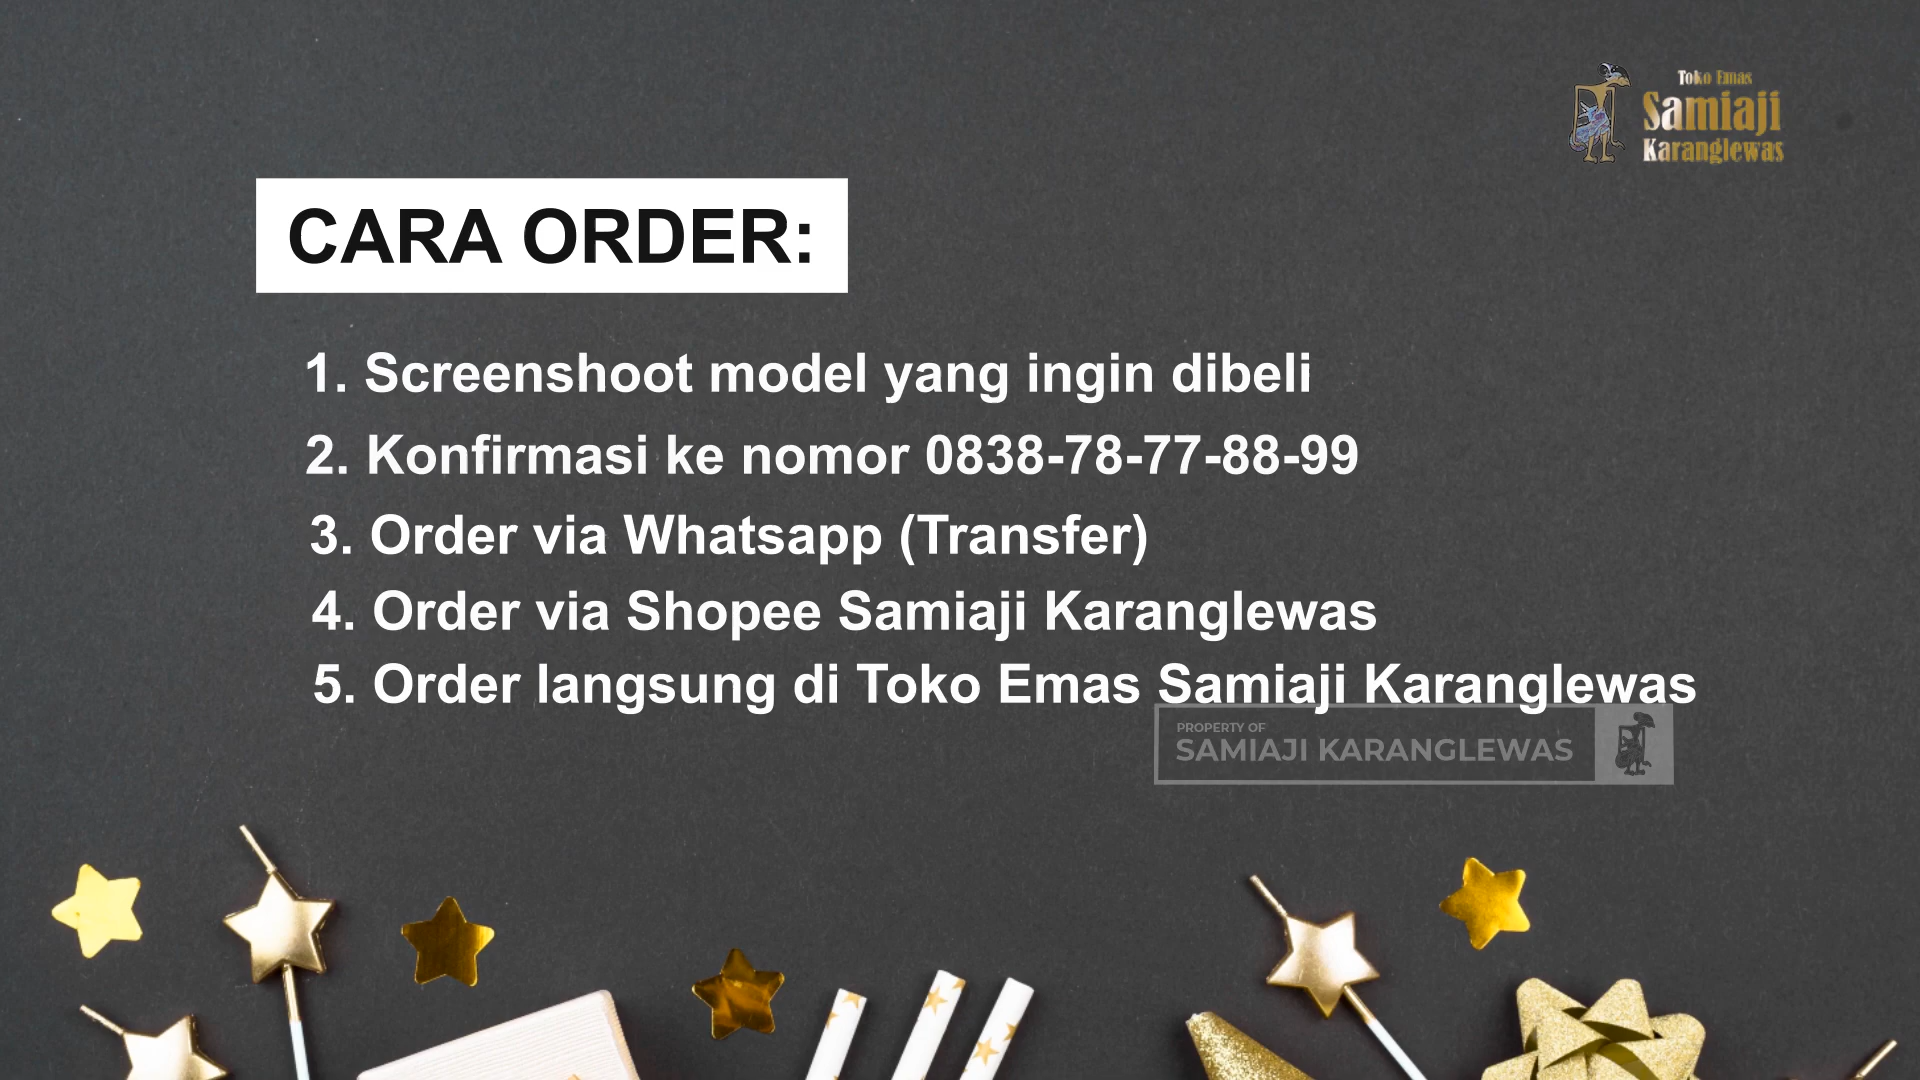 Toko Emas
Samiaji
Karanglewas
CARA ORDER:
1. Screenshoot model yang ingin dibeli
2. Konfirmasi ke nomor 0838-78-77-88-99
3. Order via Whatsapp (Transfer)
4. Order via Shopee Samiaji Karanglewas
5. Order langsung di Toko Emas Samiaji Karanglewas
PROPERTY OF
SAMIAJI KARANGLEWAS